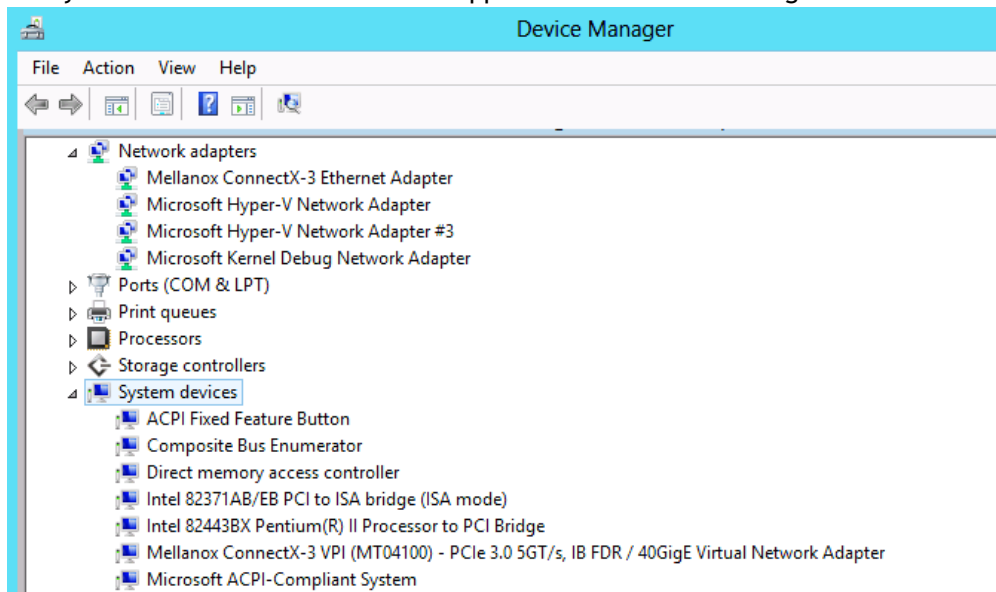 Device Manager
File Action View Help
Network adapters
Mellanox ConnectX-3 Ethernet Adapter
Microsoft Hyper-V Network Adapter
Microsoft Hyper-V Network Adapter #3
Microsoft Kernel Debug Network Adapter
Ports (COM & LPT)
Print queues
Processors
Storage controllers
System devices
ACPI Fixed Feature Button
Composite Bus Enumerator
Direct memory access controller
Intel 82371AB/EB PCI to ISA bridge (ISA mode)
Intel 82443BX Pentium(R) II Processor to PCI Bridge
Mellanox ConnectX-3 VPI (MT04100) - PCIe 3.0 5GT/s, IB FDR / 40GigE Virtual Network Adapter
Microsoft ACPI-Compliant System